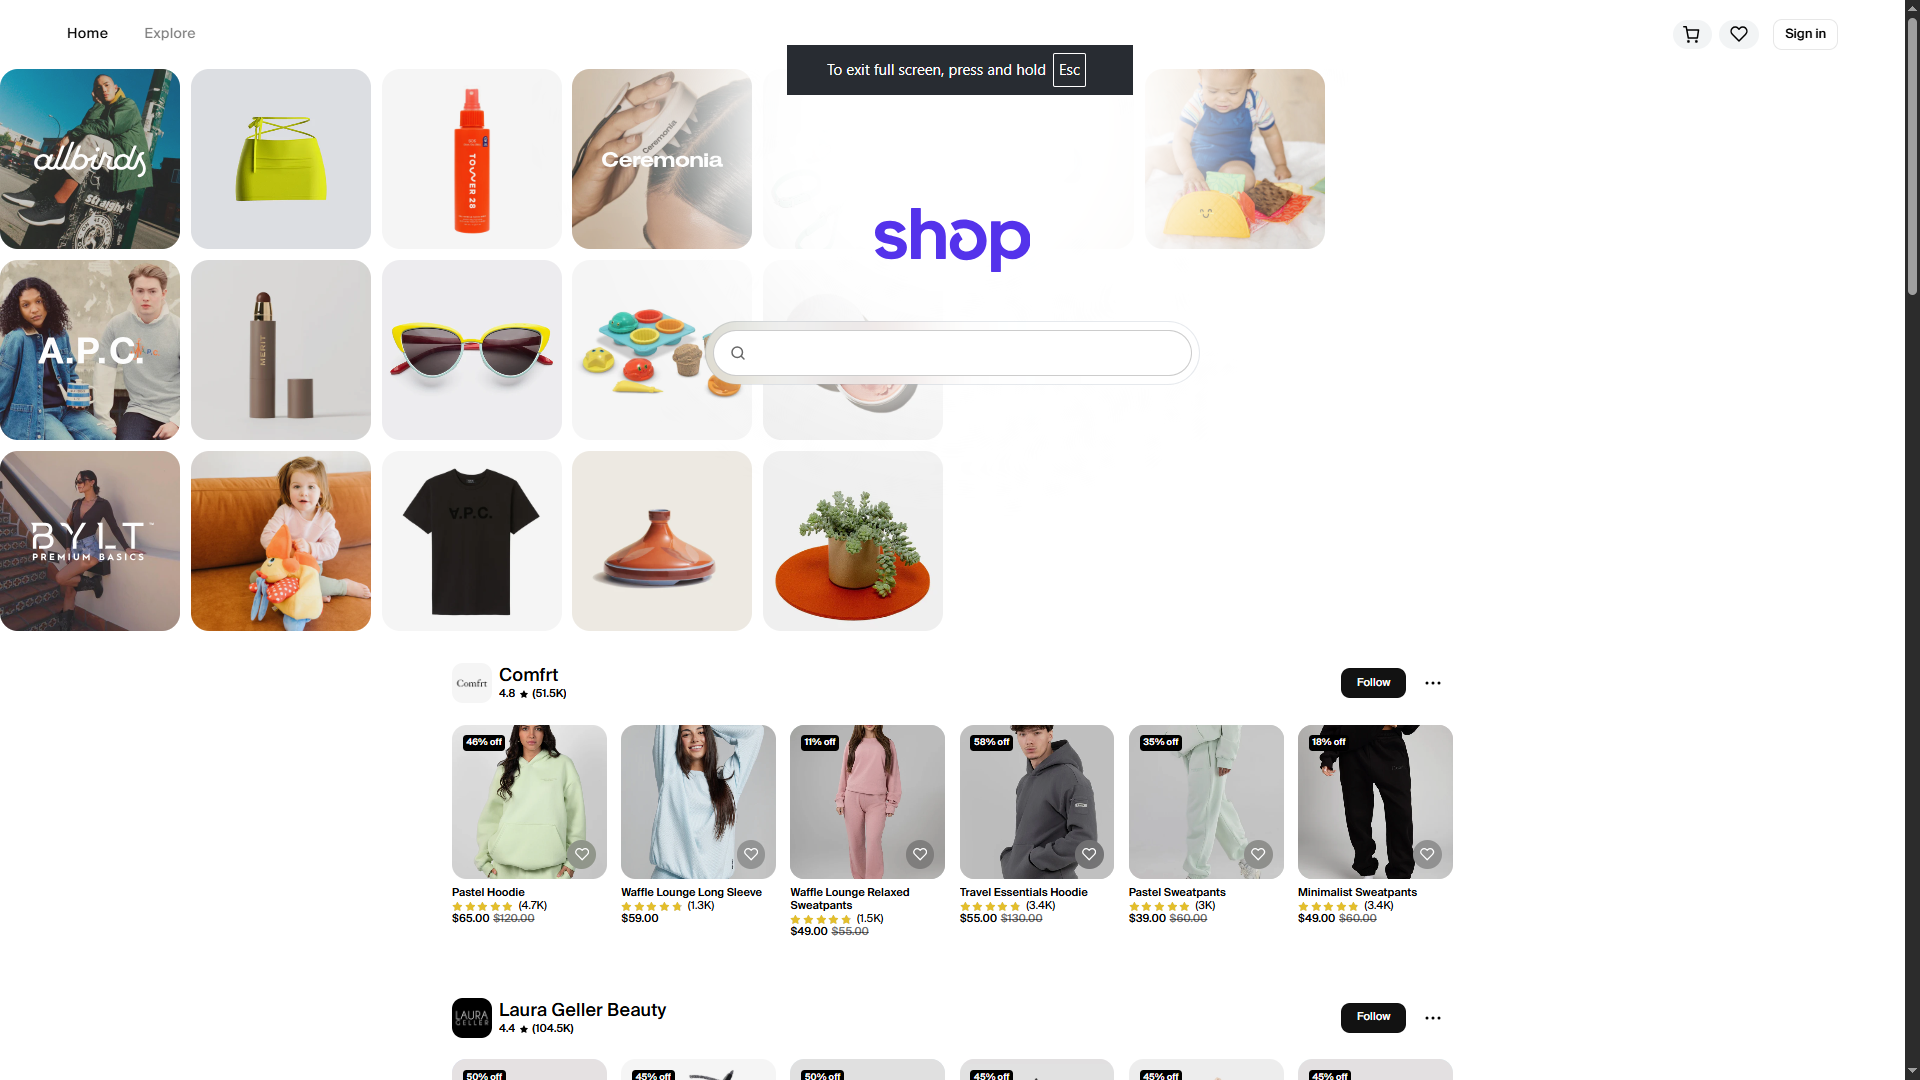 Home
Explore
Sign in
To exit full screen, press and hold Esc
allbirds
straight
TOWER 28
Ceremonia
Ceremonia
shop
A.P.C.
MERIT
BYLT
PREMIUM BASICS
A.P.C.
Comfrt
Comfrt
4.8 ★ (51.5K)
Follow
46% off
11% off
58% off
35% off
18% off
Pastel Hoodie
(4.7K)
$65.00 $120.00
Waffle Lounge Long Sleeve
(1.3K)
$59.00
Waffle Lounge Relaxed
Sweatpants
(1.5K)
$49.00 $55.00
Travel Essentials Hoodie
(3.4K)
$55.00 $130.00
Pastel Sweatpants
(3K)
$39.00 $60.00
Minimalist Sweatpants
(3.4K)
$49.00 $60.00
LAURA
GELLER
Laura Geller Beauty
4.4 ★ (104.5K)
Follow
50% off
45% off
50% off
45% off
45% off
45% off